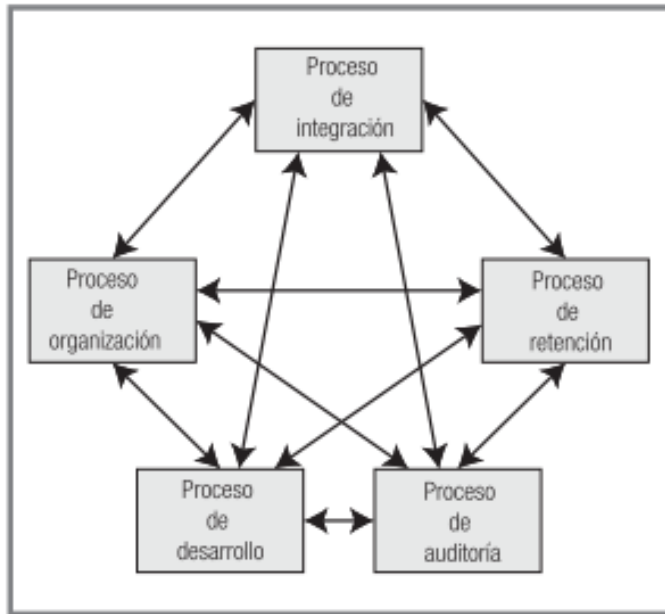 Proceso
de
integración
Proceso
de
organización
Proceso
de
retención
Proceso
de
desarrollo
Proceso
de
auditoría